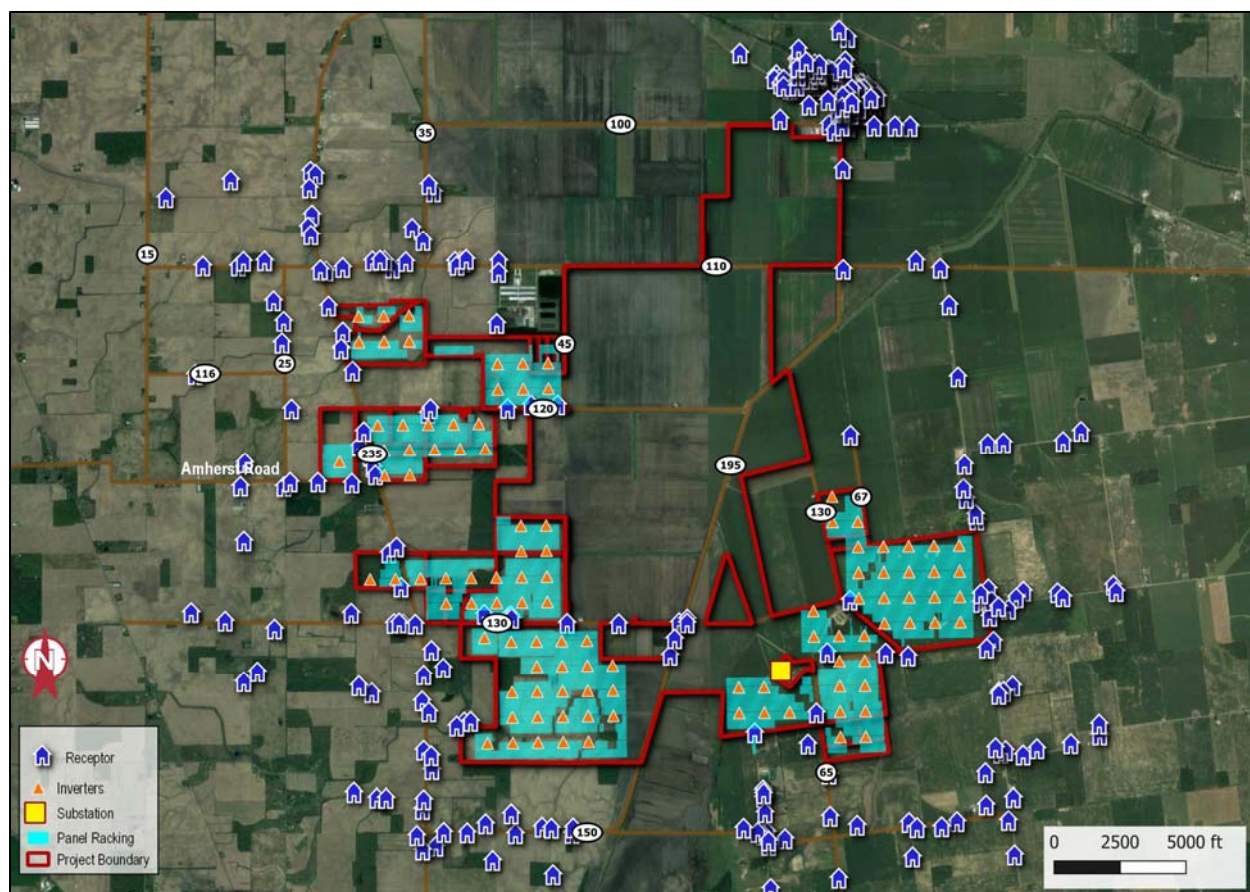 100
35
15
110
45
25
116
120
235
Amherst Road
195
67
130
130
N
65
150
Receptor
Inverters
Substation
Panel Racking
Project Boundary
0 2500 5000 ft